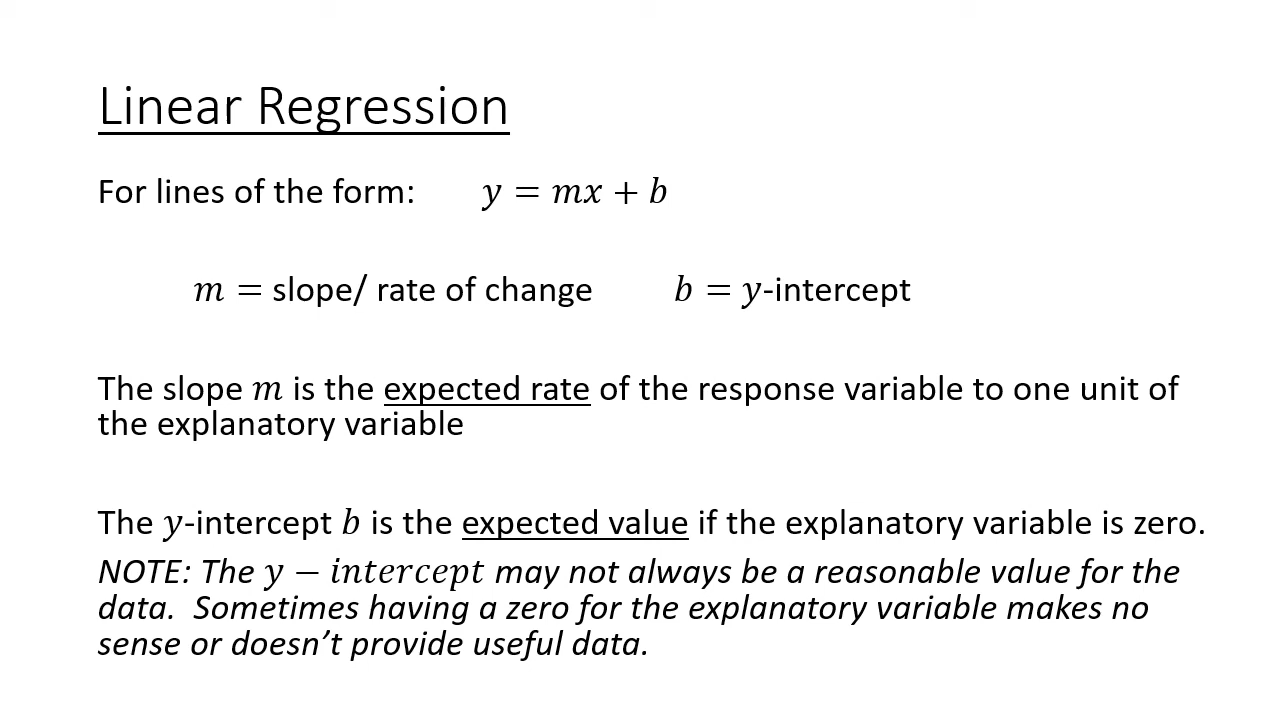 Linear Regression
For lines of the form: y = mx + b
m = slope/ rate of change b = y-intercept
The slope m is the expected rate of the response variable to one unit of
the explanatory variable
The y-intercept b is the expected value if the explanatory variable is zero.
NOTE: The y − intercept may not always be a reasonable value for the
data. Sometimes having a zero for the explanatory variable makes no
sense or doesn’t provide useful data.